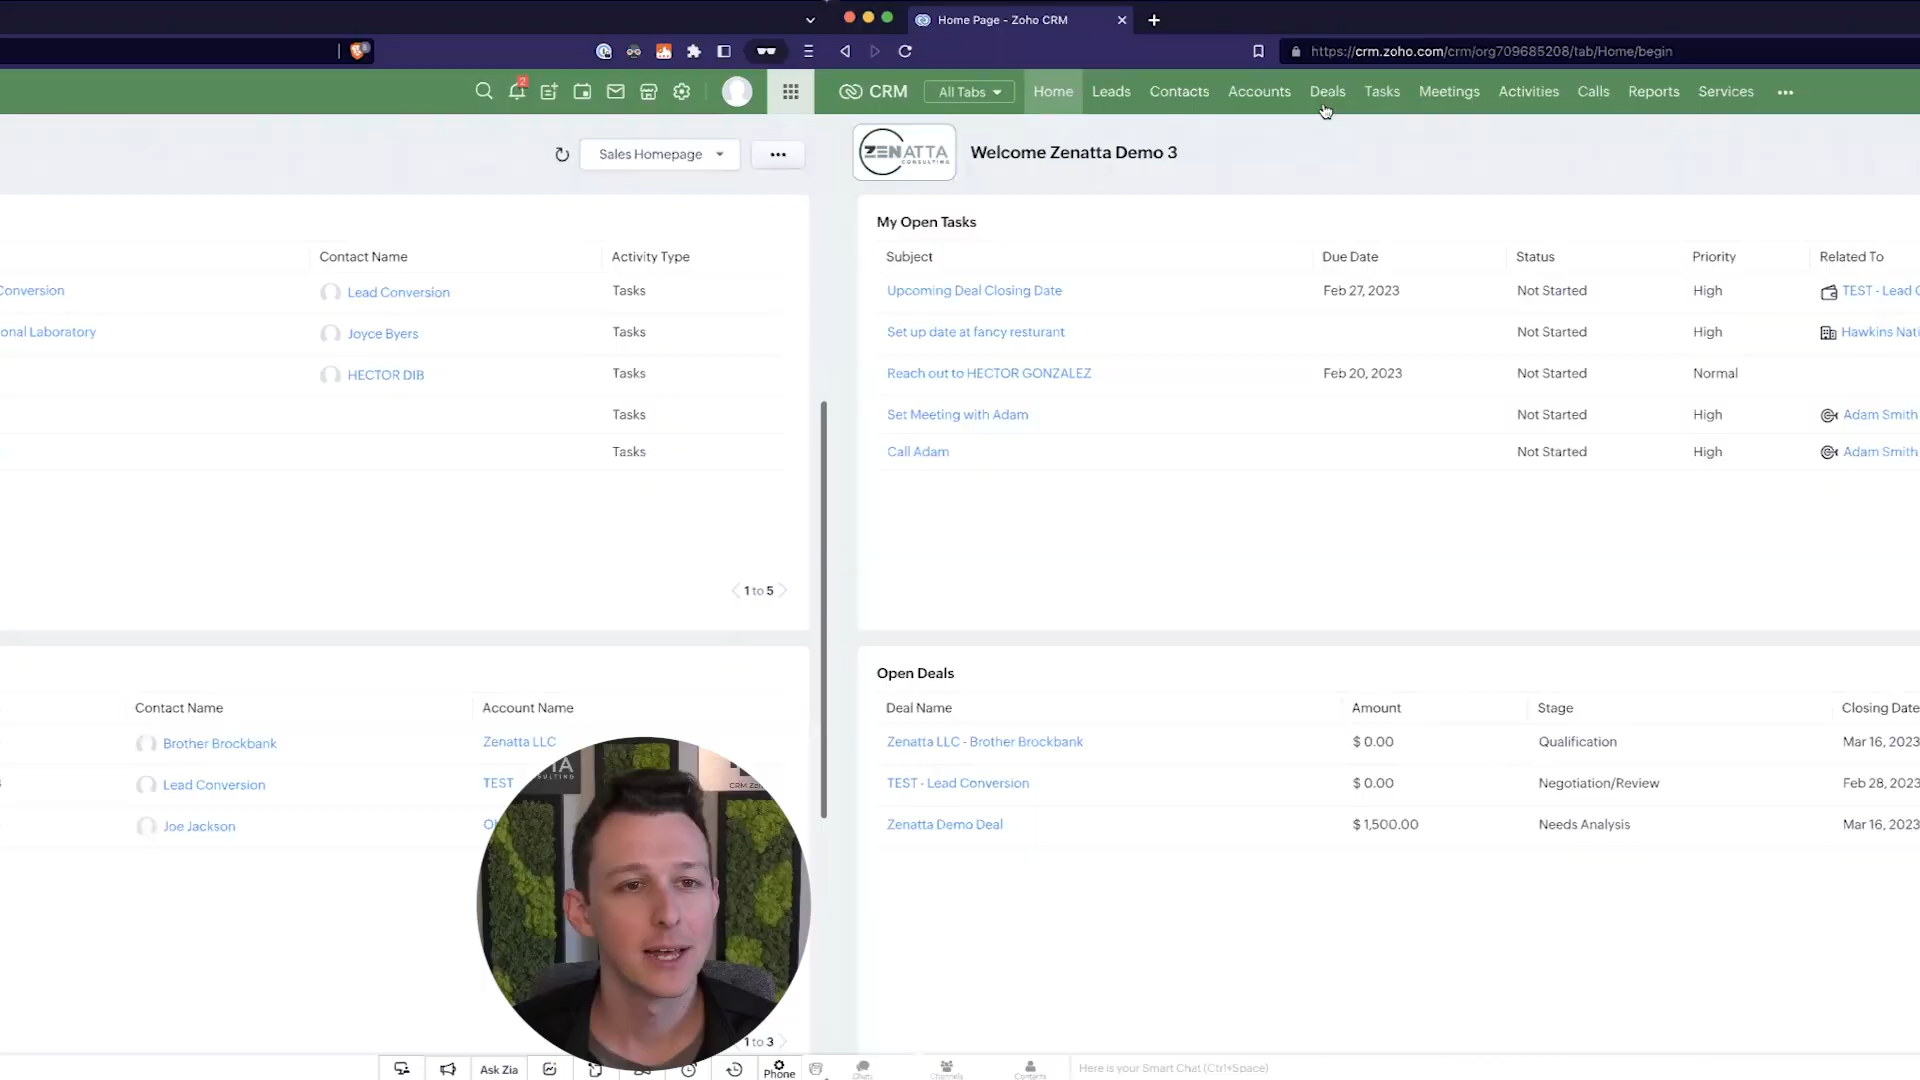 Home Page - Zoho CRM
https://crm.zoho.com/crm/org709685208/tab/Home/begin
2
CRM
All Tabs
Home
Leads
Contacts
Accounts
Deals
Tasks
Meetings
Activities
Calls
Reports
Services
Sales Homepage
ZENATTA
CONSULTING
Welcome Zenatta Demo 3
Contact Name Activity Type
Conversion Lead Conversion Tasks
onal Laboratory Joyce Byers Tasks
HECTOR DIB Tasks
Tasks
Tasks
1 to 5
My Open Tasks
Subject Due Date Status Priority Related To
Upcoming Deal Closing Date Feb 27, 2023 Not Started High TEST - Lead C
Set up date at fancy resturant Not Started High Hawkins Nati
Reach out to HECTOR GONZALEZ Feb 20, 2023 Not Started Normal
Set Meeting with Adam Not Started High Adam Smith
Call Adam Not Started High Adam Smith
Contact Name Account Name
Brother Brockbank Zenatta LLC
Lead Conversion TEST
Joe Jackson
1 to 3
Open Deals
Deal Name Amount Stage Closing Date
Zenatta LLC - Brother Brockbank $ 0.00 Qualification Mar 16, 2023
TEST - Lead Conversion $ 0.00 Negotiation/Review Feb 28, 2023
Zenatta Demo Deal $ 1,500.00 Needs Analysis Mar 16, 2023
Ask Zia
Phone
Chats
Channels
Contacts
Here is your Smart Chat (Ctrl+Space)